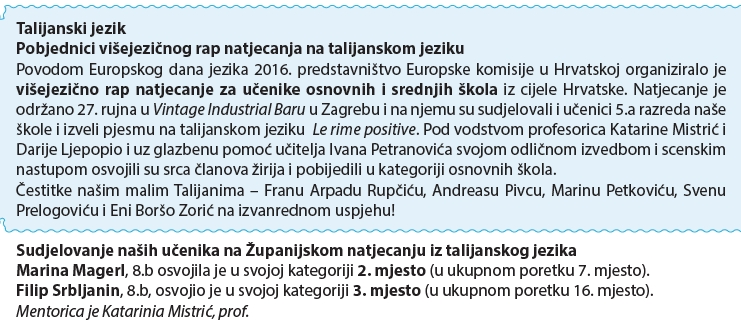 Talijanski jezik
Pobjednici višejezičnog rap natjecanja na talijanskom jeziku
Povodom Europskog dana jezika 2016. predstavništvo Europske komisije u Hrvatskoj organiziralo je
višejezično rap natjecanje za učenike osnovnih i srednjih škola iz cijele Hrvatske. Natjecanje je
održano 27. rujna u Vintage Industrial Baru u Zagrebu i na njemu su sudjelovali i učenici 5.a razreda naše
škole i izveli pjesmu na talijanskom jeziku Le rime positive. Pod vodstvom profesorica Katarine Mistrić i
Darije Ljepopio i uz glazbenu pomoć učitelja Ivana Petranovića svojom odličnom izvedbom i scenskim
nastupom osvojili su srca članova žirija i pobijedili u kategoriji osnovnih škola.
Čestitke našim malim Talijanima – Franu Arpadu Rupčiću, Andreasu Pivcu, Marinu Petkoviću, Svenu
Prelogoviću i Eni Boršo Zorić na izvanrednom uspjehu!
Sudjelovanje naših učenika na Županijskom natjecanju iz talijanskog jezika
Marina Magerl, 8.b osvojila je u svojoj kategoriji 2. mjesto (u ukupnom poretku 7. mjesto).
Filip Srbljanin, 8.b, osvojio je u svojoj kategoriji 3. mjesto (u ukupnom poretku 16. mjesto).
Mentorica je Katarinia Mistrić, prof.